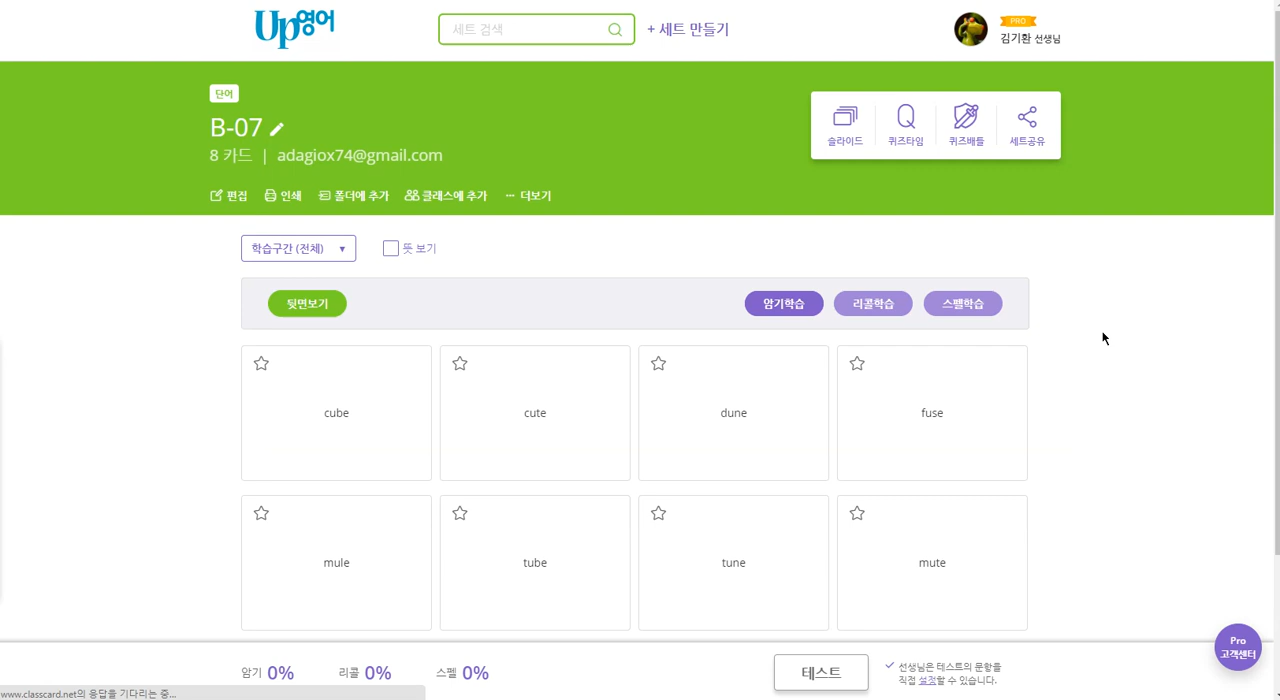 Up영어
세트 검색
+ 세트 만들기
PRO
김기환 선생님
단어
B-07
8 카드 | adagiox74@gmail.com
편집 인쇄 폴더에 추가 클래스에 추가 ··· 더보기
슬라이드 퀴즈타임 퀴즈배틀 세트공유
학습구간 (전체) ▼ 뜻 보기
뒷면보기 암기학습 리콜학습 스펠학습
cube cute dune fuse
mule tube tune mute
암기 0% 리콜 0% 스펠 0%
테스트
선생님은 테스트의 문항을
직접 설정할 수 있습니다.
Pro
고객센터
www.classcard.net의 응답을 기다리는 중...